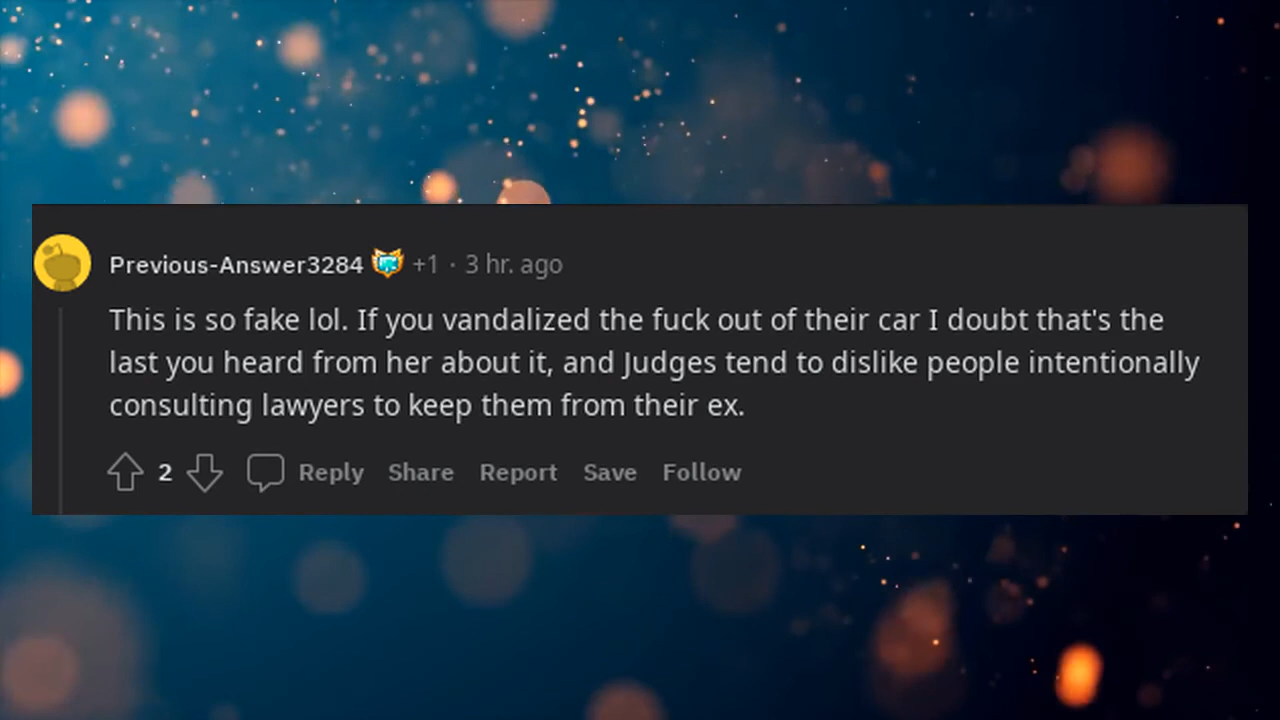 Previous-Answer3284 +1 · 3 hr. ago
This is so fake lol. If you vandalized the fuck out of their car I doubt that's the
last you heard from her about it, and Judges tend to dislike people intentionally
consulting lawyers to keep them from their ex.
2 Reply Share Report Save Follow